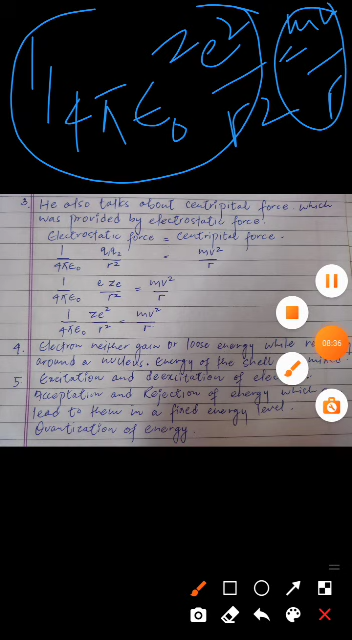 1 ze² = mv²
4πε₀ r² r
3. He also talks about centripital force. which
was provided by electrostatic force.
Electrostatic force = centripital force.
1/4πε₀ q₁q₂/r² = mv²/r
1/4πε₀ e ze/r² = mv²/r
1/4πε₀ ze²/r² = mv²/r
4. Electron neither gain or loose energy while
around a nucleus. Energy of the shell
5. Excitation and deexcitation of
Acceptation and Rejection of energy which
lead to them in a fixed energy level.
Quantization of energy.
08:36